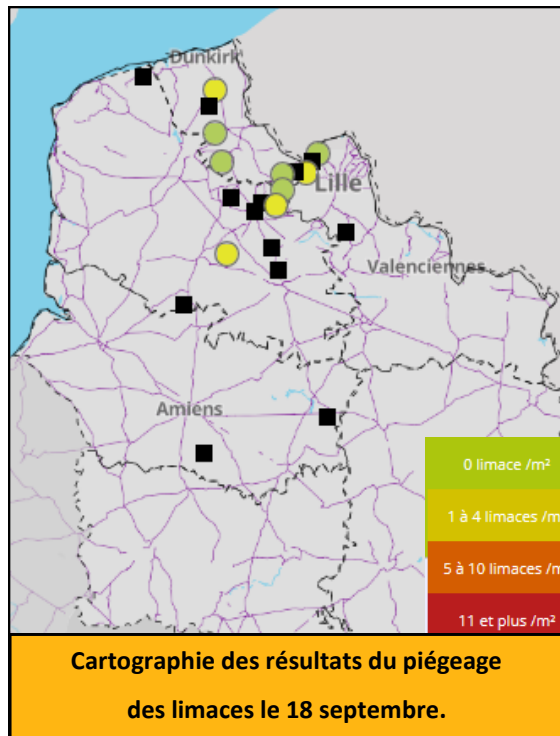 Dunkirk
Lille
Valenciennes
Amiens
0 limace /m²
1 à 4 limaces /m
5 à 10 limaces /m
11 et plus /m²
Cartographie des résultats du piégeage
des limaces le 18 septembre.